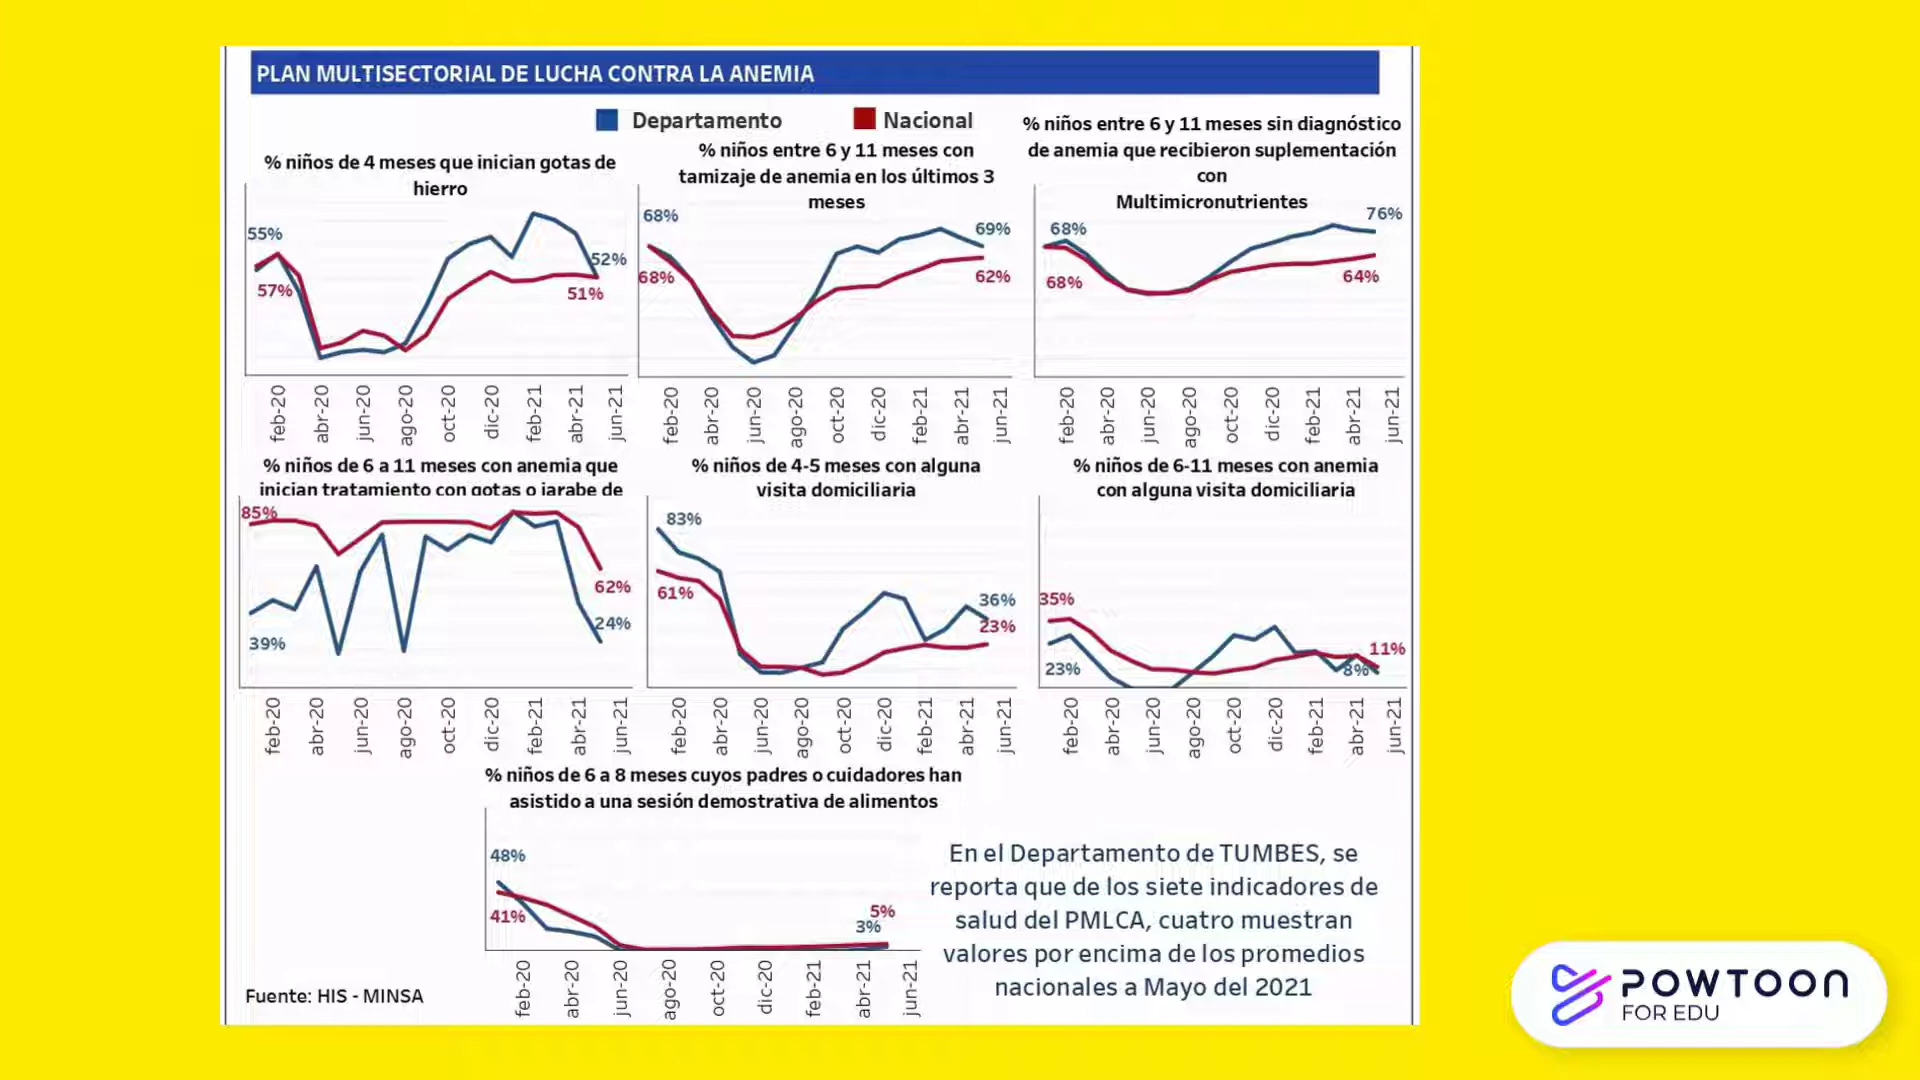 PLAN MULTISECTORIAL DE LUCHA CONTRA LA ANEMIA
Departamento
Nacional
% niños de 4 meses que inician gotas de
hierro
55%
57%
52%
51%
feb-20
abr-20
jun-20
ago-20
oct-20
dic-20
feb-21
abr-21
jun-21
% niños entre 6 y 11 meses con
tamizaje de anemia en los últimos 3
meses
68%
68%
69%
62%
feb-20
abr-20
jun-20
ago-20
oct-20
dic-20
feb-21
abr-21
jun-21
% niños entre 6 y 11 meses sin diagnóstico
de anemia que recibieron suplementación
con
Multimicronutrientes
68%
68%
76%
64%
feb-20
abr-20
jun-20
ago-20
oct-20
dic-20
feb-21
abr-21
jun-21
% niños de 6 a 11 meses con anemia que
inician tratamiento con gotas o jarabe de
85%
39%
62%
24%
feb-20
abr-20
jun-20
ago-20
oct-20
dic-20
feb-21
abr-21
jun-21
% niños de 4-5 meses con alguna
visita domiciliaria
83%
61%
36%
23%
feb-20
abr-20
jun-20
ago-20
oct-20
dic-20
feb-21
abr-21
jun-21
% niños de 6-11 meses con anemia
con alguna visita domiciliaria
35%
23%
11%
8%
feb-20
abr-20
jun-20
ago-20
oct-20
dic-20
feb-21
abr-21
jun-21
% niños de 6 a 8 meses cuyos padres o cuidadores han
asistido a una sesión demostrativa de alimentos
48%
41%
5%
3%
feb-20
abr-20
jun-20
ago-20
oct-20
dic-20
feb-21
abr-21
jun-21
En el Departamento de TUMBES, se
reporta que de los siete indicadores de
salud del PMLCA, cuatro muestran
valores por encima de los promedios
nacionales a Mayo del 2021
Fuente: HIS - MINSA
POWTOON
FOR EDU